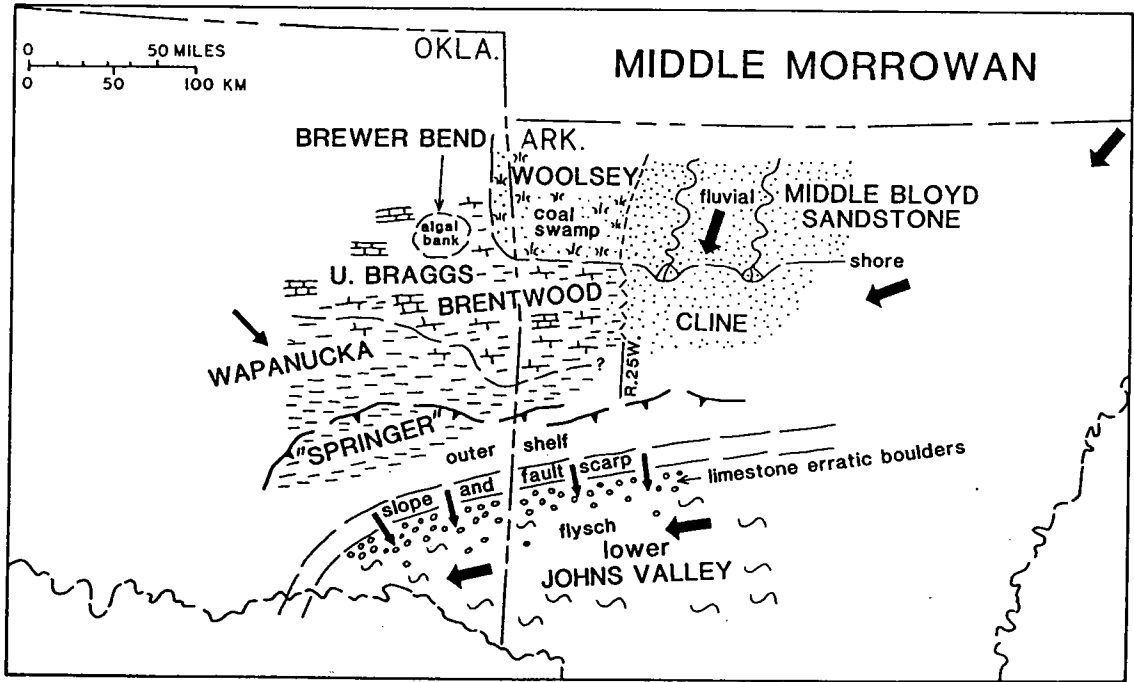 MIDDLE MORROWAN
OKLA.
0 50 MILES
0 50 100 KM
ARK.
BREWER BEND
WOOLSEY
coal
swamp
fluvial
MIDDLE BLOYD
SANDSTONE
algal
bank
shore
U. BRAGGS
BRENTWOOD
CLINE
WAPANUCKA
?
R.25W.
"SPRINGER"
outer shelf
slope and fault scarp
limestone erratic boulders
flysch
lower
JOHNS VALLEY